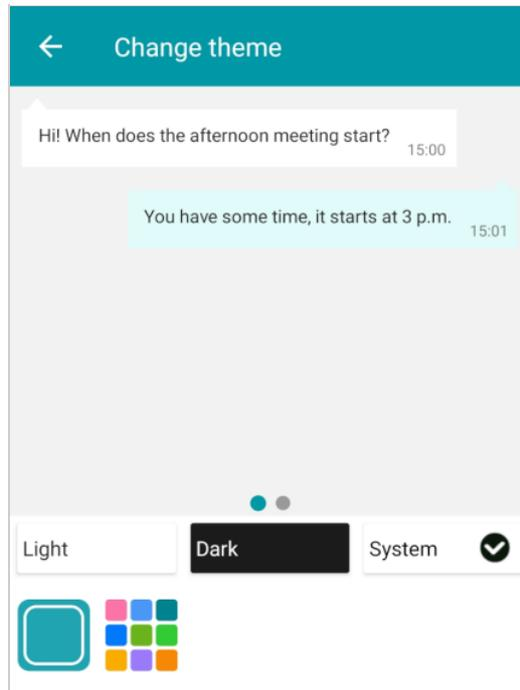 Change theme
Hi! When does the afternoon meeting start?
15:00
You have some time, it starts at 3 p.m.
15:01
Light
Dark
System